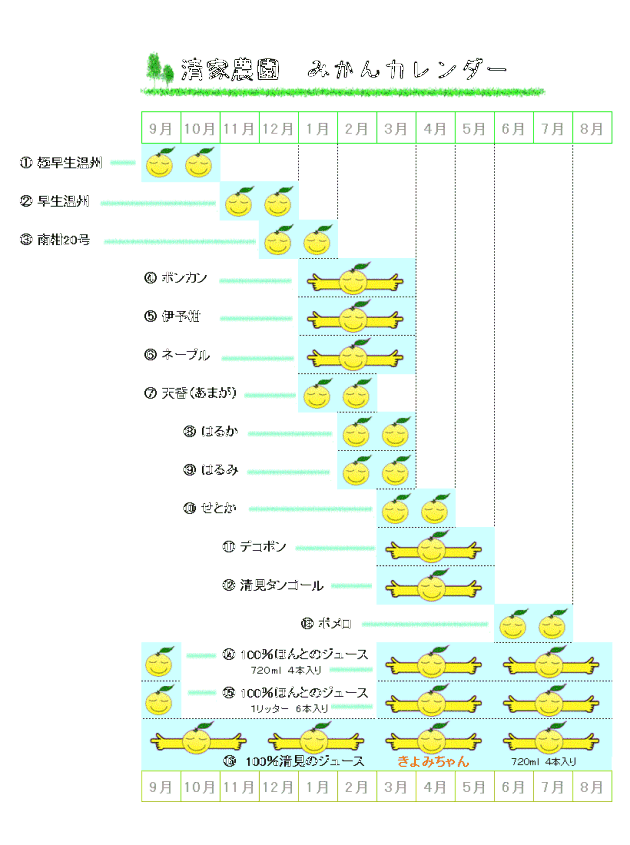 清家農園 みかんカレンダー
9月 10月 11月 12月 1月 2月 3月 4月 5月 6月 7月 8月
① 極早生温州
② 早生温州
③ 南柑20号
④ ポンカン
⑤ 伊予柑
⑥ ネーブル
⑦ 天香(あまが)
⑧ はるか
⑨ はるみ
⑩ せとか
⑪ デコポン
⑫ 清見タンゴール
⑬ ポメロ
⑭ 100%ほんとのジュース
720ml 4本入り
⑮ 100%ほんとのジュース
1リッター 6本入り
⑯ 100%清見のジュース きよみちゃん 720ml 4本入り
9月 10月 11月 12月 1月 2月 3月 4月 5月 6月 7月 8月